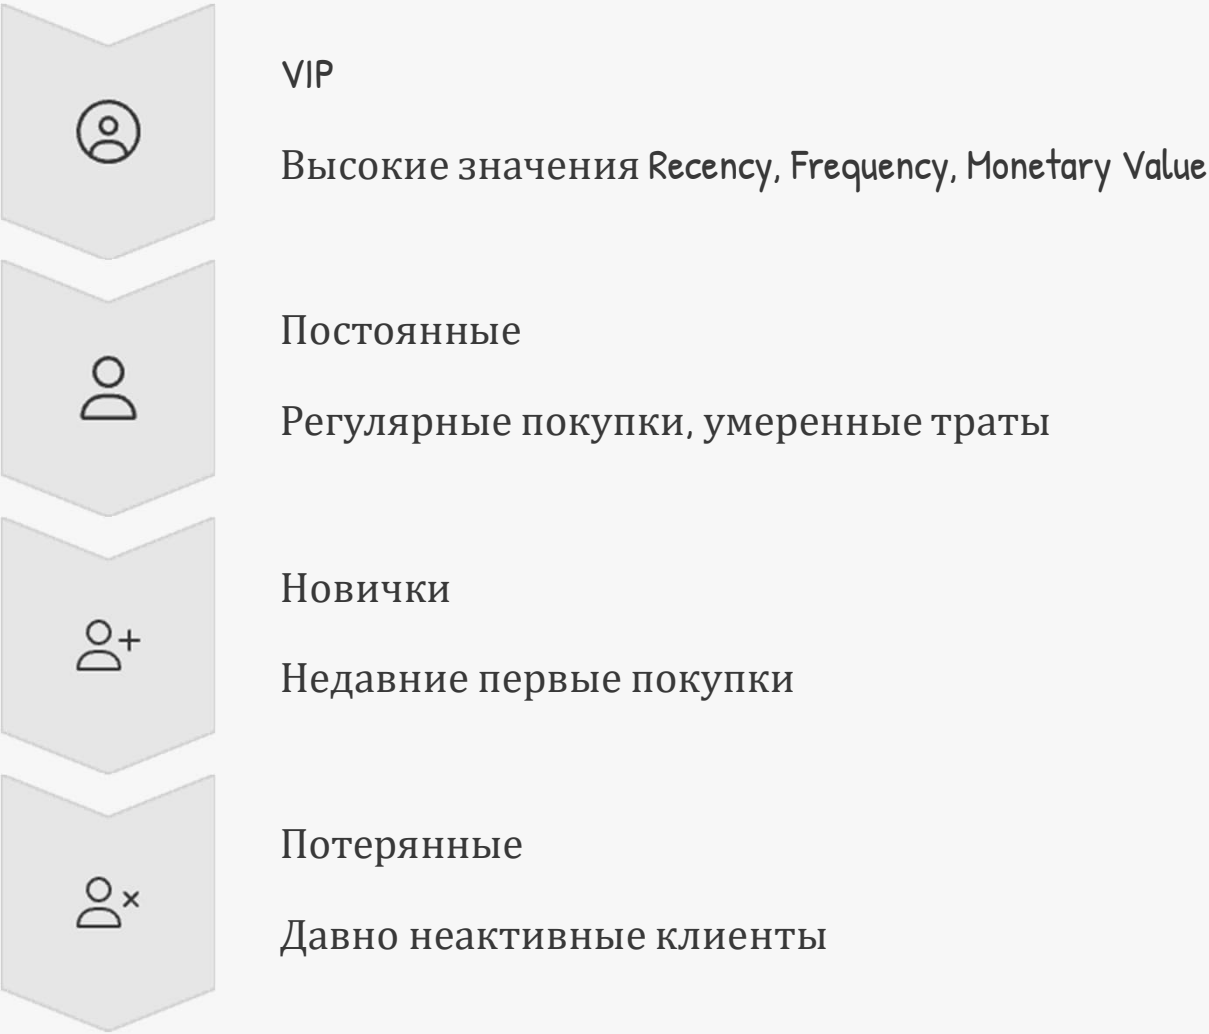 VIP
Высокие значения Recency, Frequency, Monetary Value
Постоянные
Регулярные покупки, умеренные траты
Новички
Недавние первые покупки
Потерянные
Давно неактивные клиенты